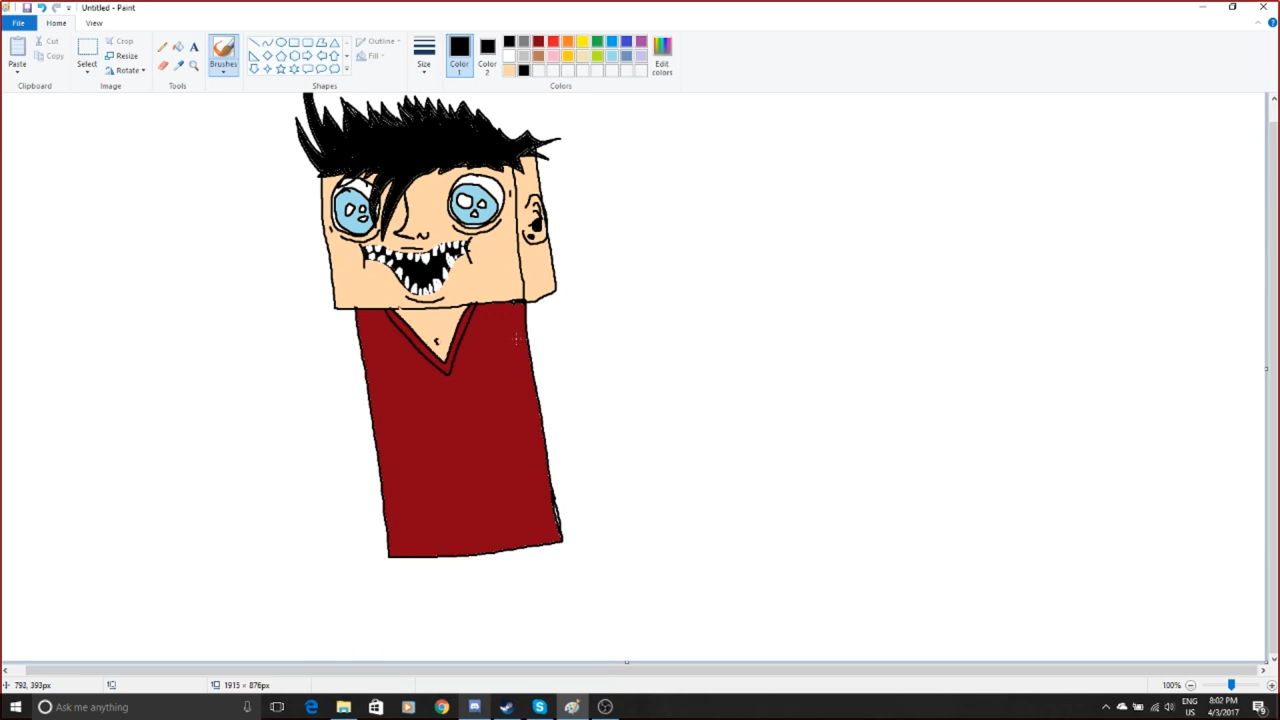 Untitled - Paint
File Home View
Paste
Cut
Copy
Clipboard
Select
Crop
Resize
Rotate
Image
A
Tools
Brushes
Outline
Fill
Shapes
Size
Color 1
Color 2
Edit colors
Colors
793, 393px
1915 × 876px
100%
Ask me anything
ENG
US
8:02 PM
4/3/2017